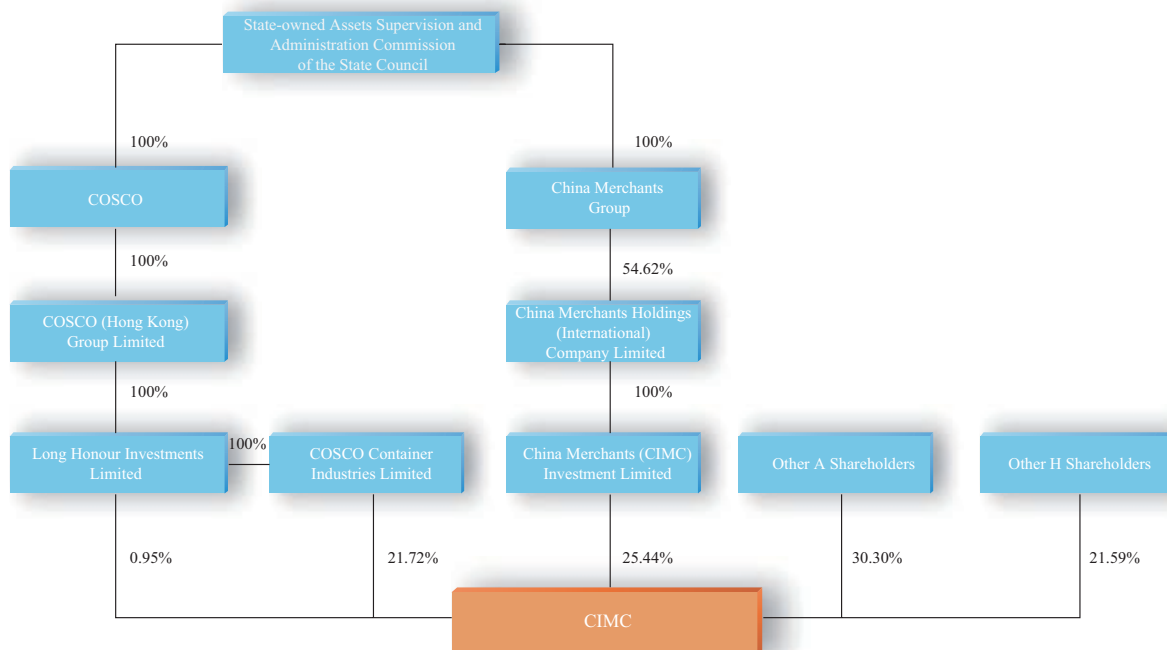 State-owned Assets Supervision and
Administration Commission
of the State Council
100%
100%
COSCO
China Merchants
Group
100%
54.62%
COSCO (Hong Kong)
Group Limited
China Merchants Holdings
(International)
Company Limited
100%
100%
Long Honour Investments
Limited
100%
COSCO Container
Industries Limited
China Merchants (CIMC)
Investment Limited
Other A Shareholders
Other H Shareholders
0.95%
21.72%
25.44%
30.30%
21.59%
CIMC